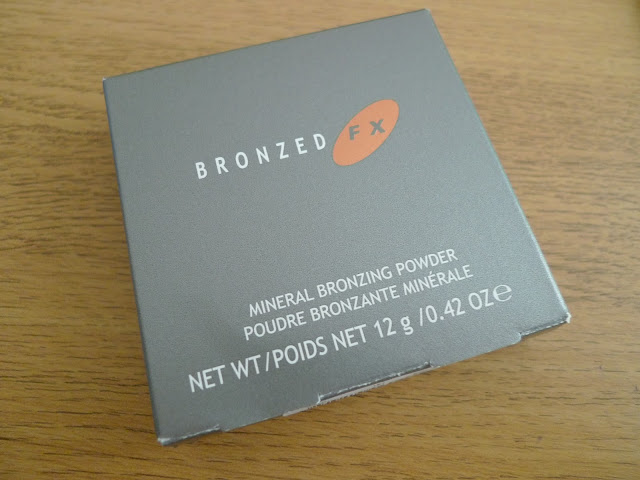 BRONZED FX
MINERAL BRONZING POWDER
POUDRE BRONZANTE MINÉRALE
NET WT/POIDS NET 12 g /0.42 OZ℮